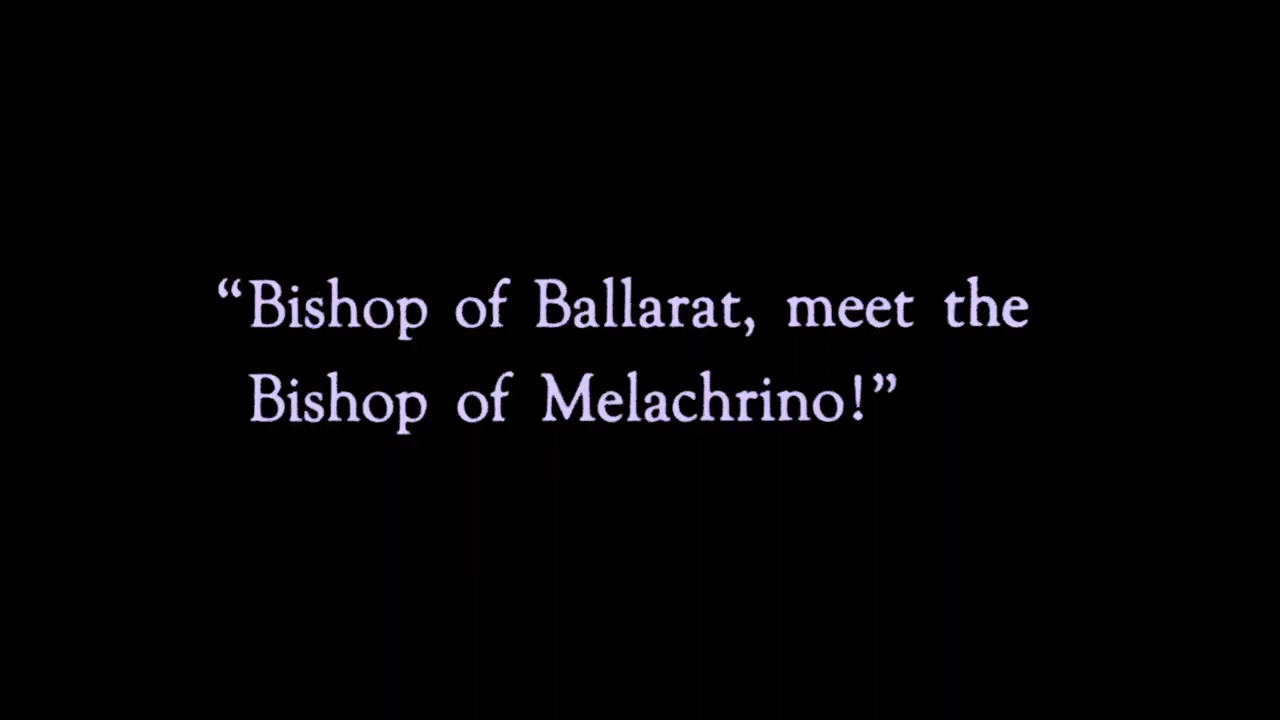 “Bishop of Ballarat, meet the
Bishop of Melachrino!”